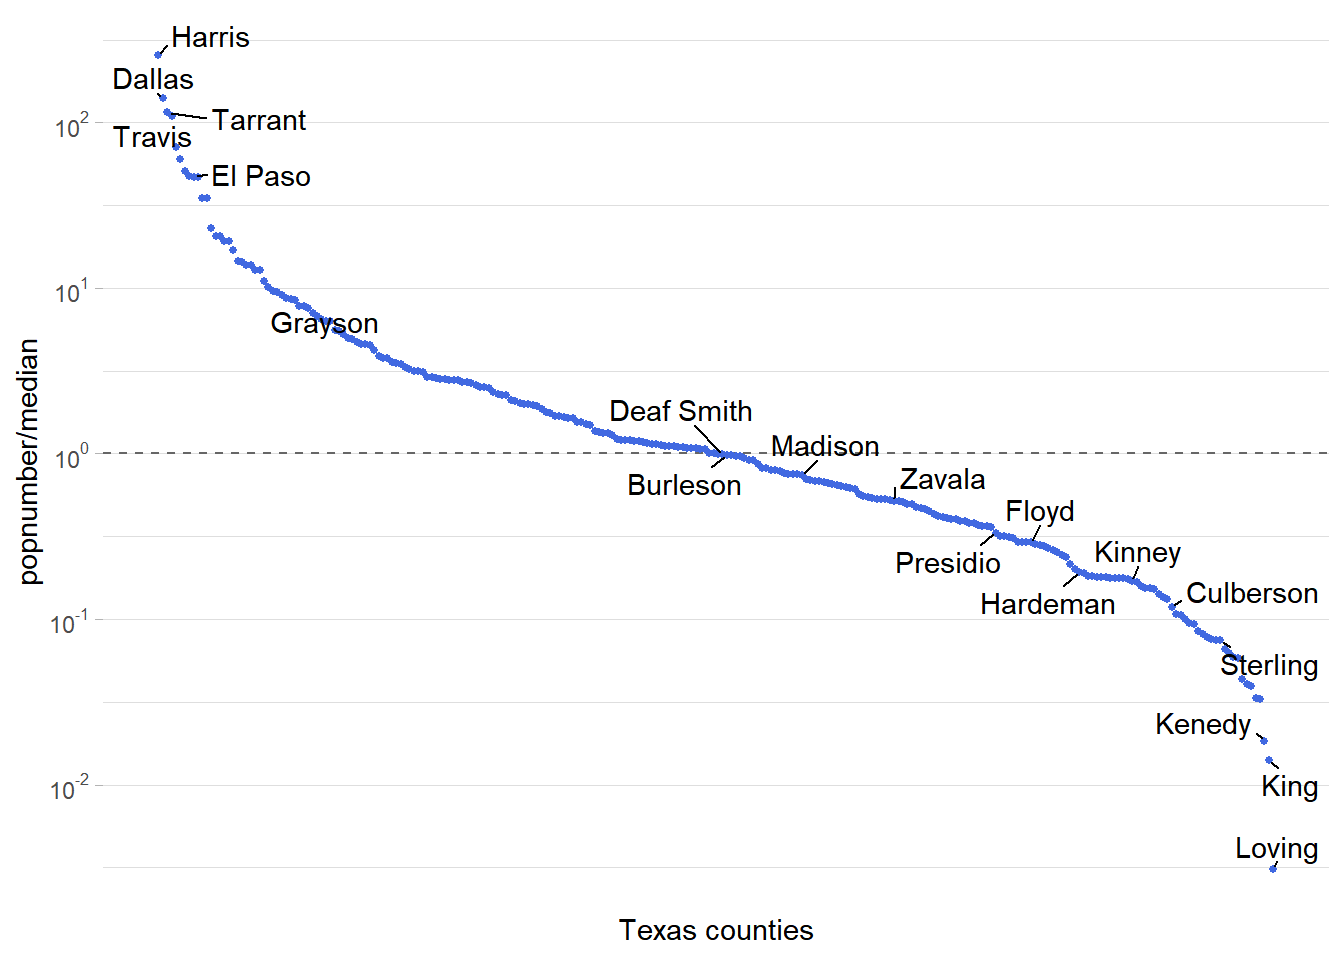 Harris
Dallas
Tarrant
10^2
Travis
El Paso
10^1
Grayson
popnumber/median
Deaf Smith
Madison
10^0
Zavala
Burleson
Floyd
Kinney
Presidio
Culberson
Hardeman
10^-1
Sterling
Kenedy
10^-2
King
Loving
Texas counties